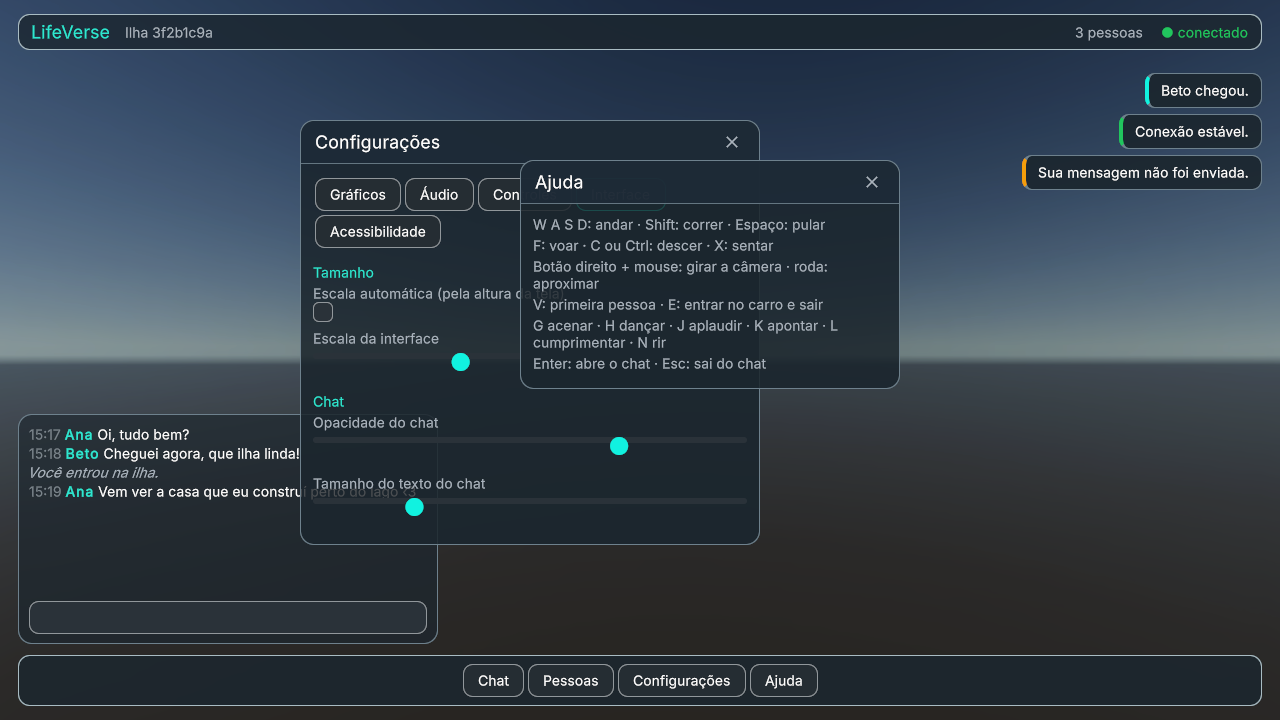 LifeVerse Ilha 3f2b1c9a
3 pessoas conectado
Beto chegou.
Conexão estável.
Sua mensagem não foi enviada.
Configurações
Gráficos Áudio Con
Acessibilidade
Tamanho
Escala automática (pela altura da tela)
Escala da interface
Chat
Opacidade do chat
Tamanho do texto do chat
Ajuda
W A S D: andar · Shift: correr · Espaço: pular
F: voar · C ou Ctrl: descer · X: sentar
Botão direito + mouse: girar a câmera · roda:
aproximar
V: primeira pessoa · E: entrar no carro e sair
G acenar · H dançar · J aplaudir · K apontar · L
cumprimentar · N rir
Enter: abre o chat · Esc: sai do chat
15:17 Ana Oi, tudo bem?
15:18 Beto Cheguei agora, que ilha linda!
Você entrou na ilha.
15:19 Ana Vem ver a casa que eu construí perto do lago <3
Chat Pessoas Configurações Ajuda